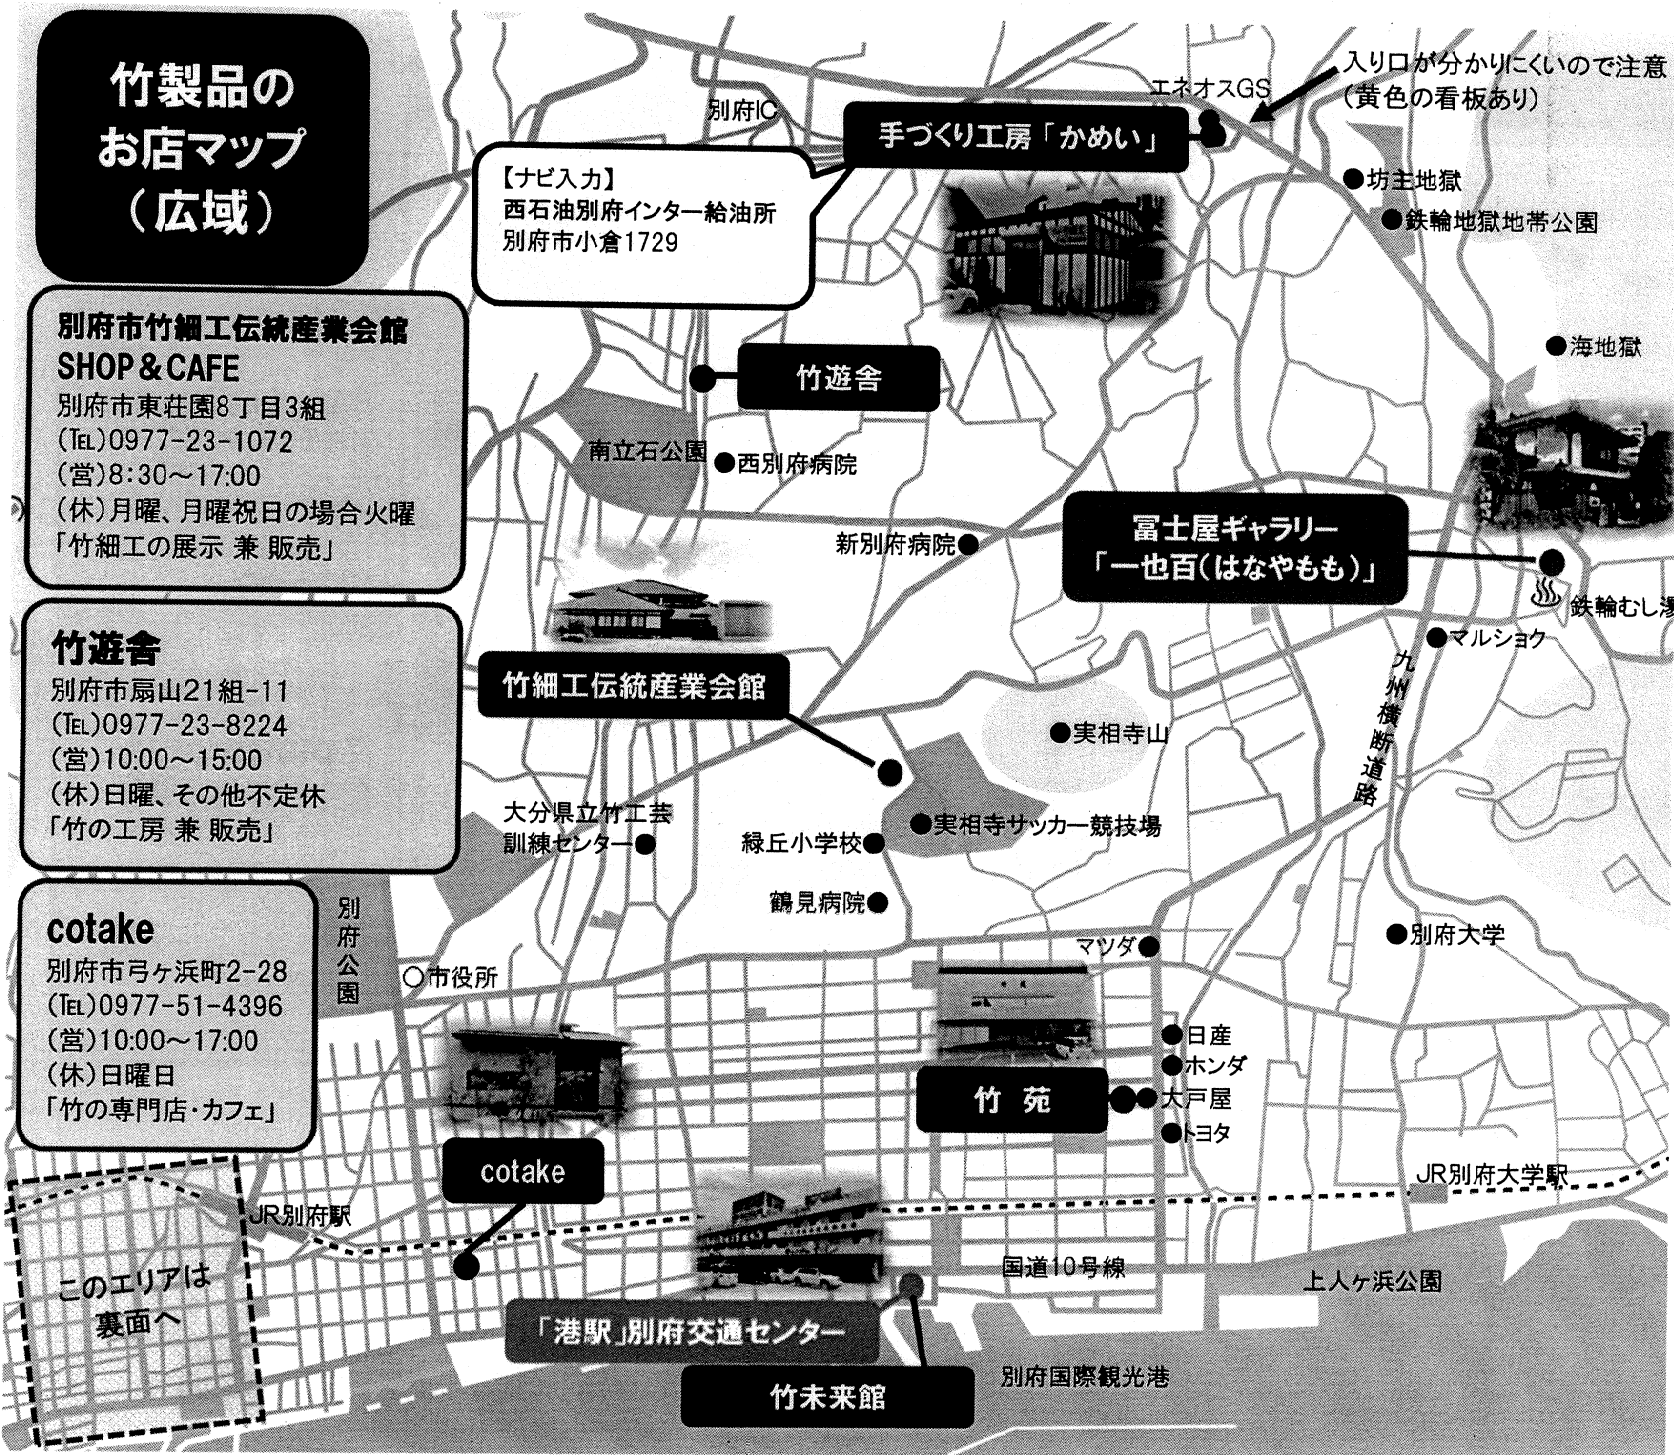 竹製品の
お店マップ
（広域）
別府市竹細工伝統産業会館
SHOP＆CAFE
別府市東荘園8丁目3組
(℡)0977-23-1072
(営)8:30～17:00
(休)月曜、月曜祝日の場合火曜
「竹細工の展示 兼 販売」
竹遊舎
別府市扇山21組-11
(℡)0977-23-8224
(営)10:00～15:00
(休)日曜、その他不定休
「竹の工房 兼 販売」
cotake
別府市弓ヶ浜町2-28
(℡)0977-51-4396
(営)10:00～17:00
(休)日曜日
「竹の専門店・カフェ」
別府IC
エネオスGS
入り口が分かりにくいので注意
（黄色の看板あり）
手づくり工房「かめい」
【ナビ入力】
西石油別府インター給油所
別府市小倉1729
坊主地獄
鉄輪地獄地帯公園
海地獄
竹遊舎
南立石公園
西別府病院
新別府病院
冨士屋ギャラリー
「一也百（はなやもも）」
鉄輪むし湯
マルショク
九州横断道路
竹細工伝統産業会館
実相寺山
大分県立竹工芸
訓練センター
緑丘小学校
実相寺サッカー競技場
鶴見病院
別府公園
市役所
マツダ
別府大学
日産
ホンダ
竹 苑
大戸屋
トヨタ
cotake
JR別府駅
JR別府大学駅
このエリアは
裏面へ
国道10号線
上人ヶ浜公園
「港駅」別府交通センター
別府国際観光港
竹未来館